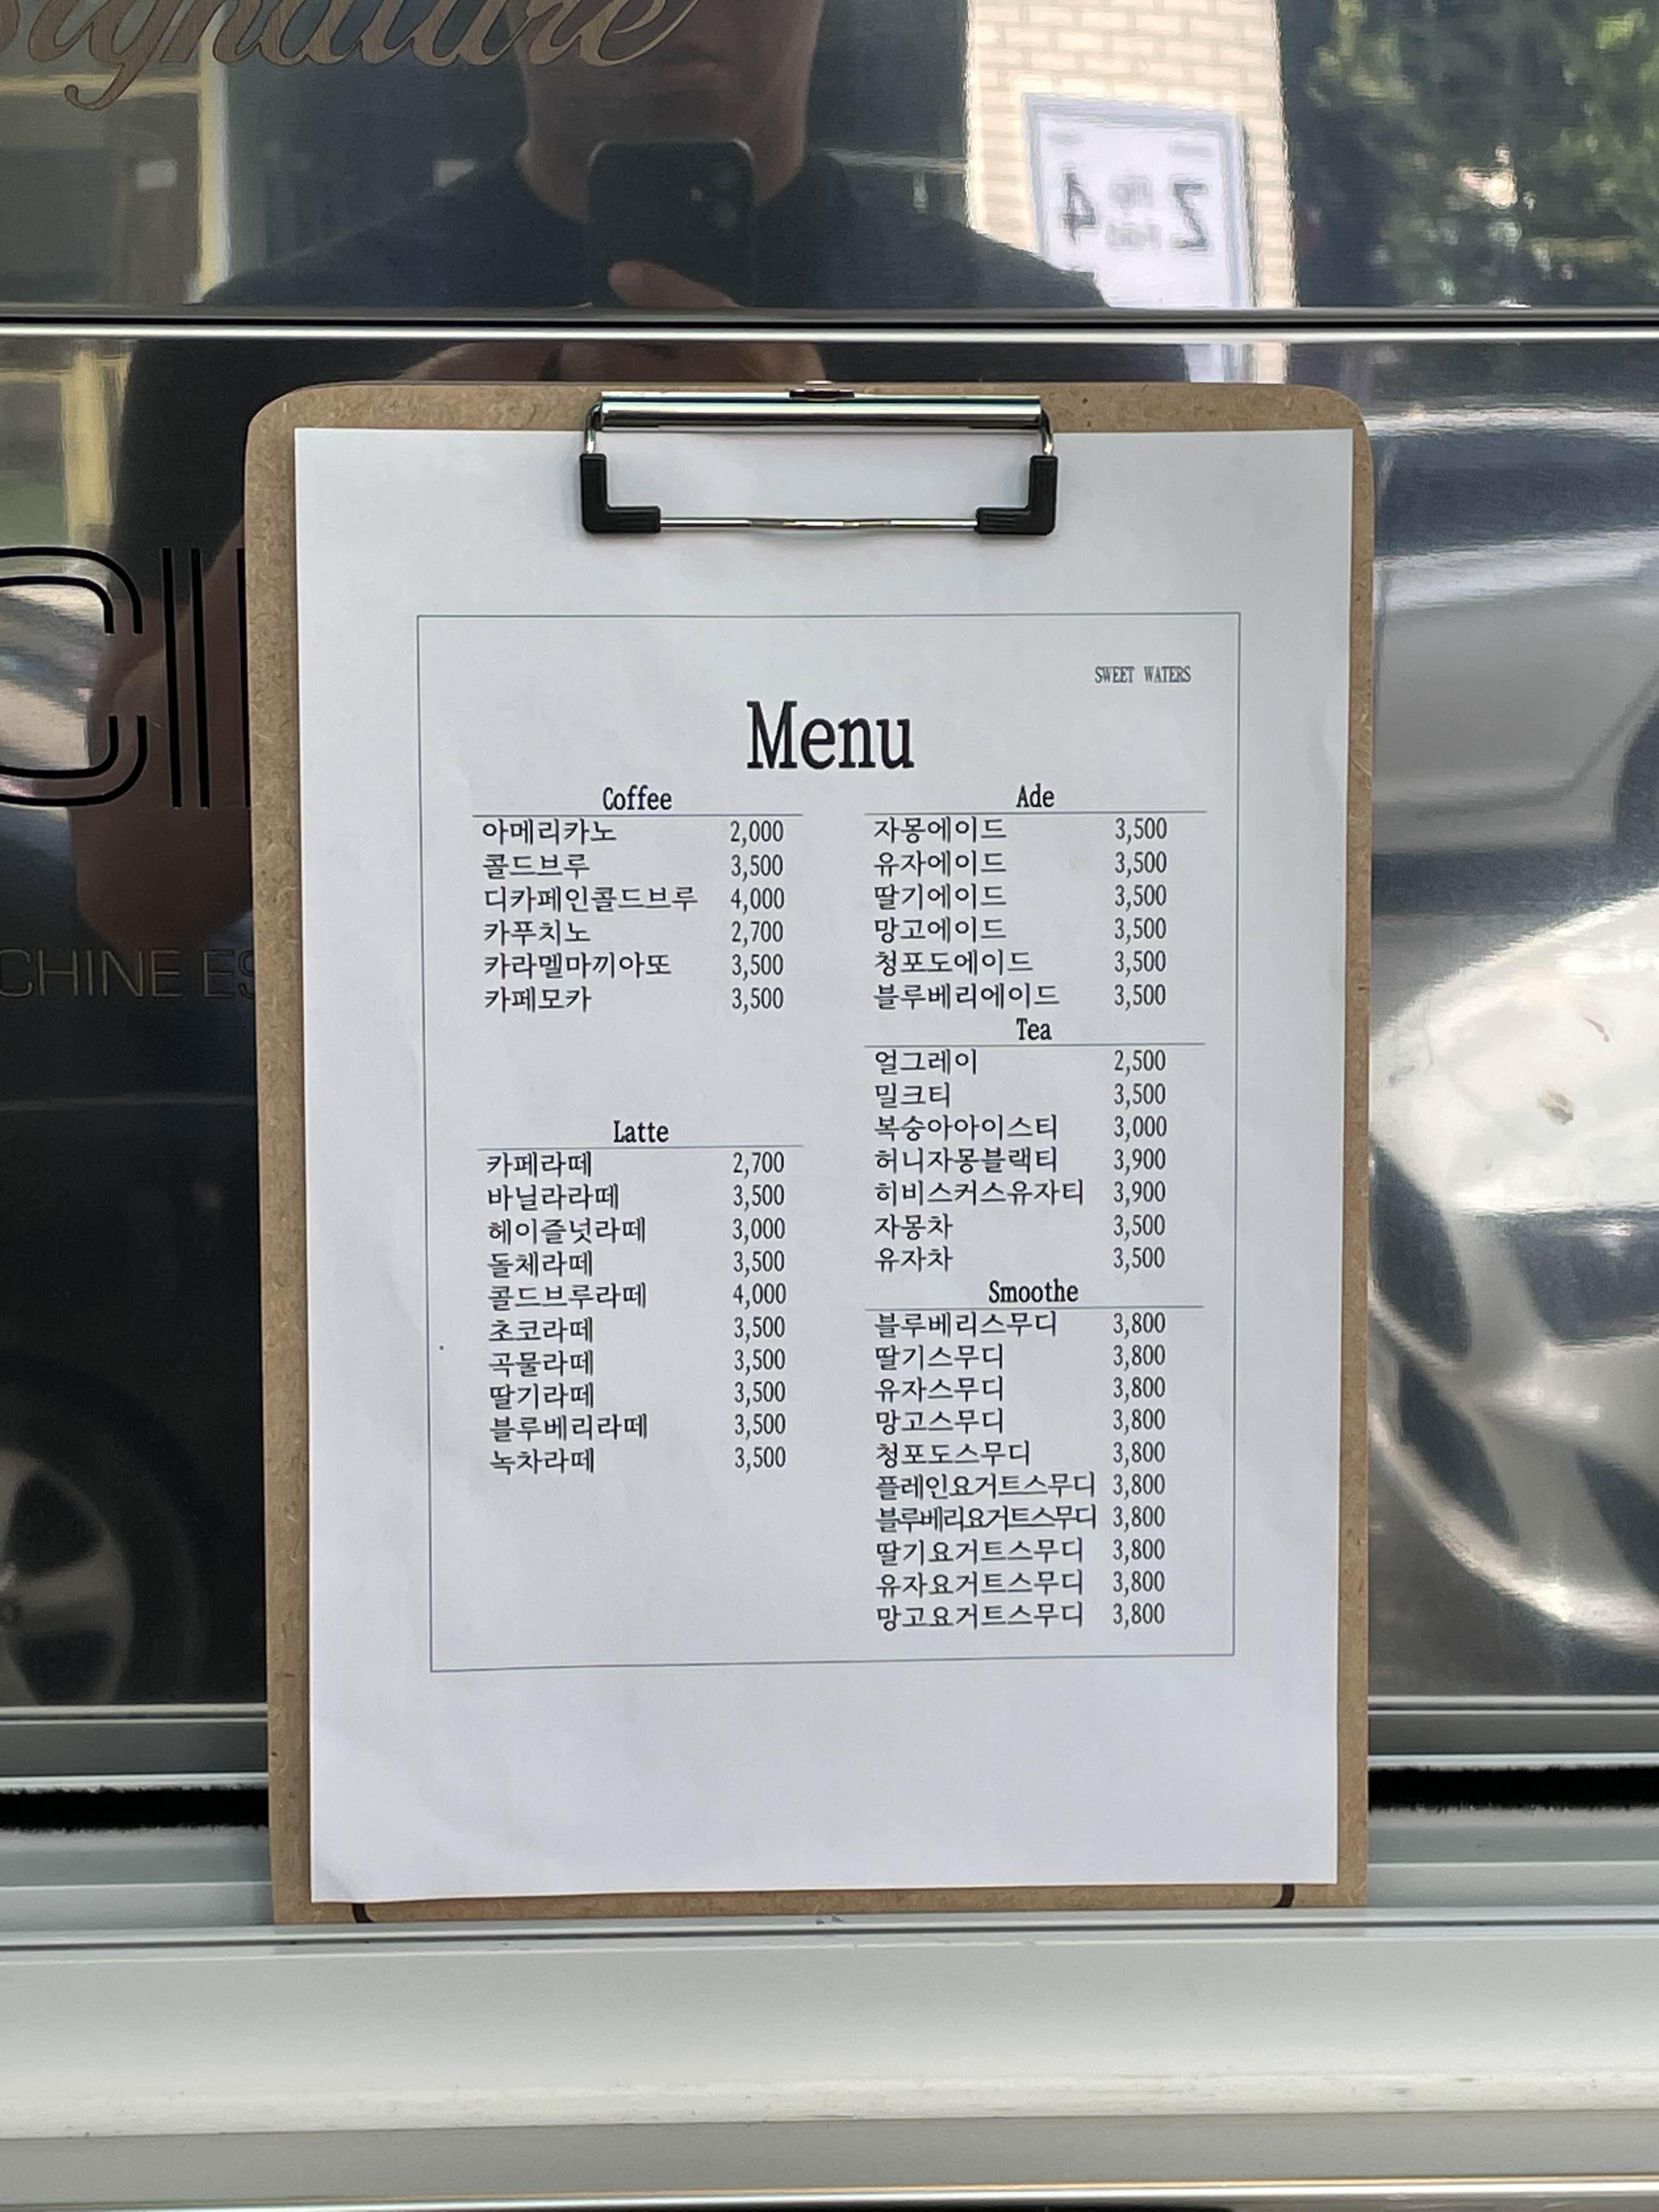 Signature
CHINE ES
SWEET WATERS
Menu
Coffee
아메리카노 2,000
콜드브루 3,500
디카페인콜드브루 4,000
카푸치노 2,700
카라멜마끼아또 3,500
카페모카 3,500
Latte
카페라떼 2,700
바닐라라떼 3,500
헤이즐넛라떼 3,000
돌체라떼 3,500
콜드브루라떼 4,000
초코라떼 3,500
곡물라떼 3,500
딸기라떼 3,500
블루베리라떼 3,500
녹차라떼 3,500
Ade
자몽에이드 3,500
유자에이드 3,500
딸기에이드 3,500
망고에이드 3,500
청포도에이드 3,500
블루베리에이드 3,500
Tea
얼그레이 2,500
밀크티 3,500
복숭아아이스티 3,000
허니자몽블랙티 3,900
히비스커스유자티 3,900
자몽차 3,500
유자차 3,500
Smoothe
블루베리스무디 3,800
딸기스무디 3,800
유자스무디 3,800
망고스무디 3,800
청포도스무디 3,800
플레인요거트스무디 3,800
블루베리요거트스무디 3,800
딸기요거트스무디 3,800
유자요거트스무디 3,800
망고요거트스무디 3,800